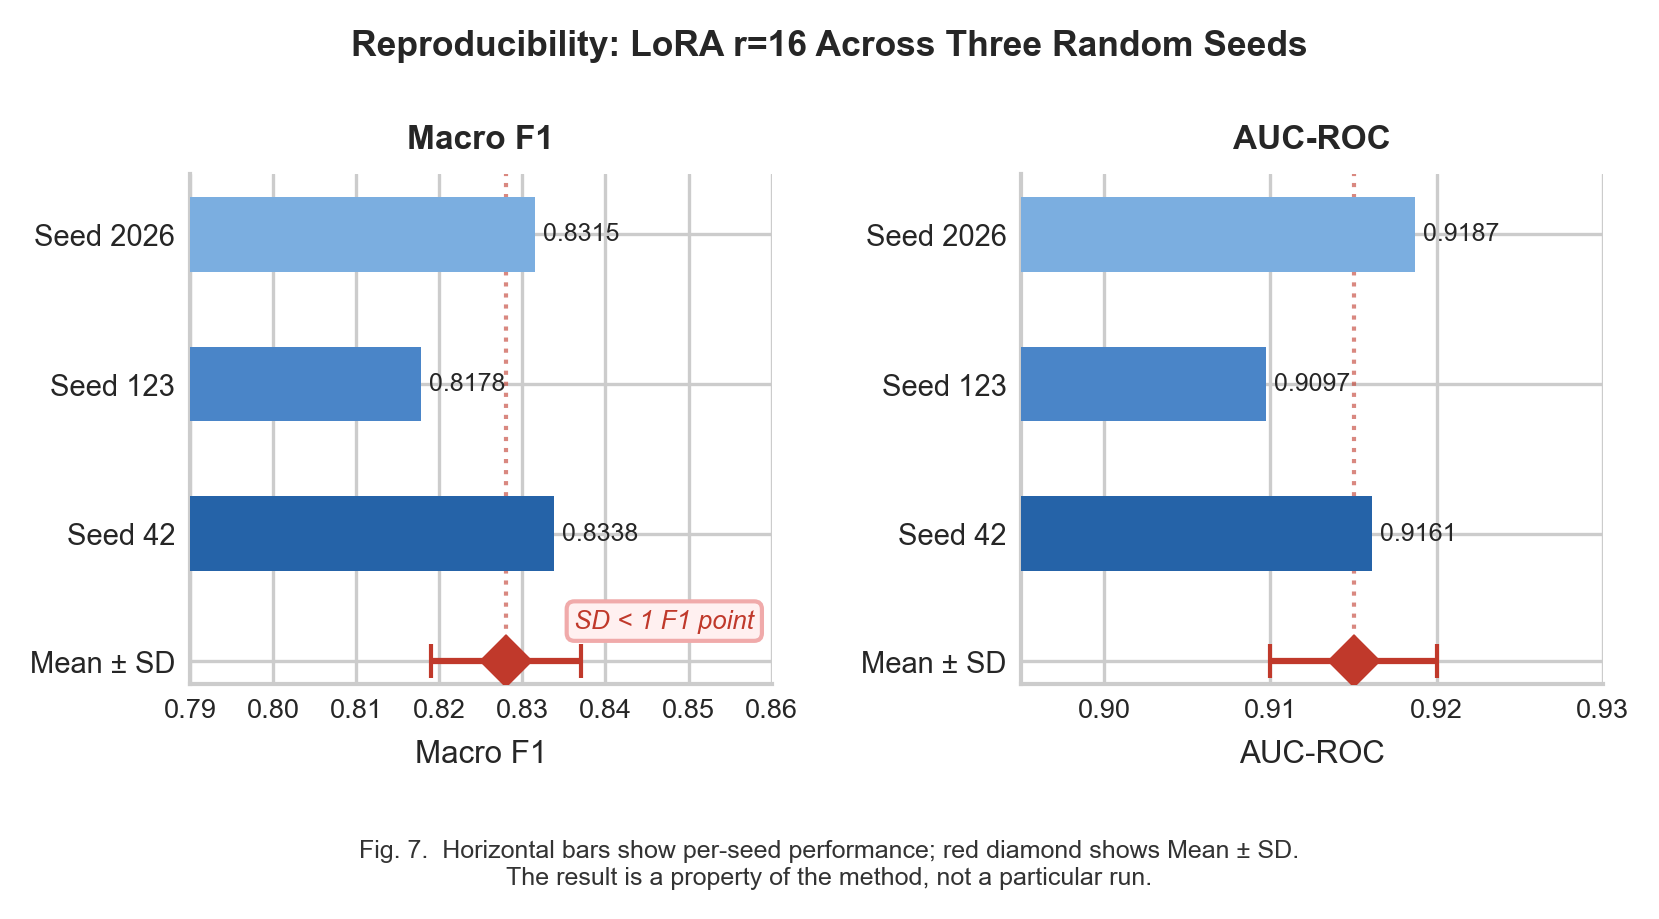 Reproducibility: LoRA r=16 Across Three Random Seeds
Macro F1
Seed 2026
0.8315
Seed 123
0.8178
Seed 42
0.8338
SD < 1 F1 point
Mean ± SD
0.79 0.80 0.81 0.82 0.83 0.84 0.85 0.86
Macro F1
AUC-ROC
Seed 2026
0.9187
Seed 123
0.9097
Seed 42
0.9161
Mean ± SD
0.90 0.91 0.92 0.93
AUC-ROC
Fig. 7.  Horizontal bars show per-seed performance; red diamond shows Mean ± SD.
The result is a property of the method, not a particular run.